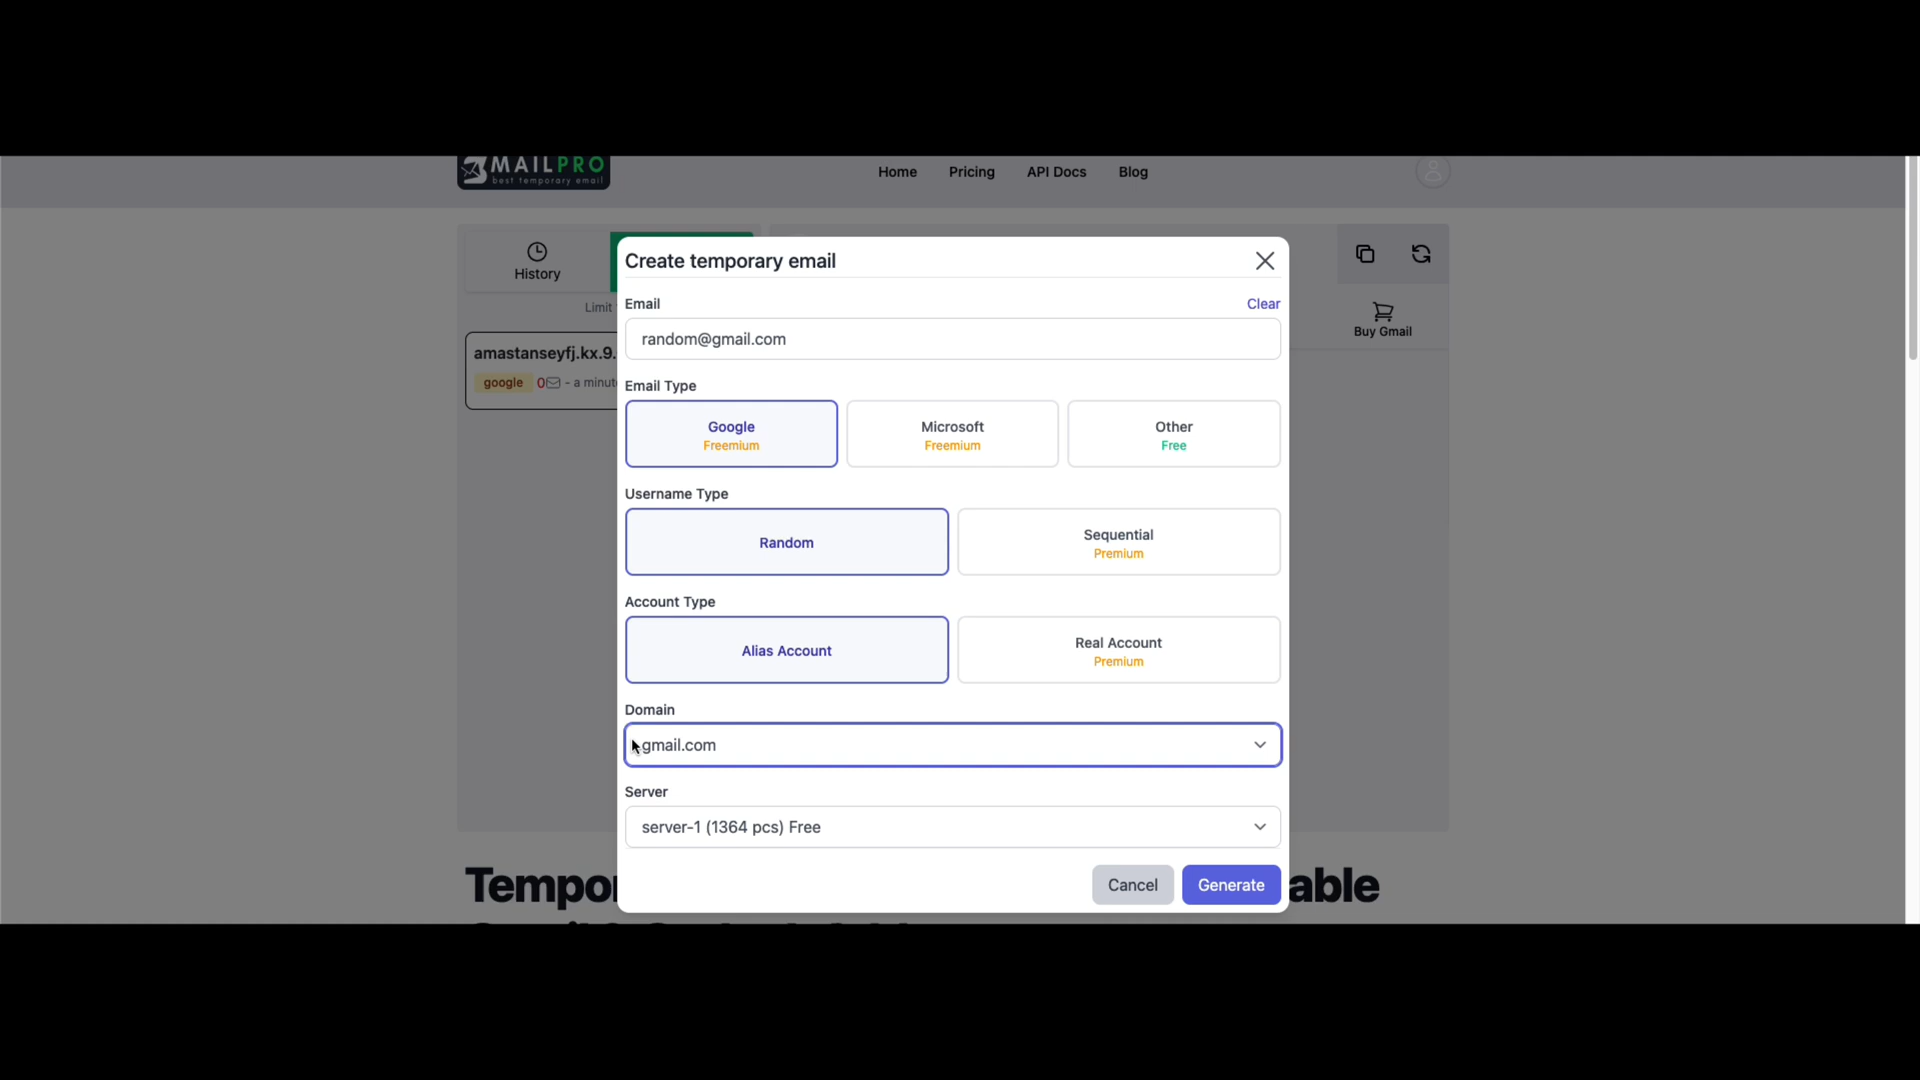 MAILPRO
best temporary email
Home
Pricing
API Docs
Blog
History
Limit
amastanseyfj.kx.9.
google
0
- a minut
Create temporary email
Email
Clear
random@gmail.com
Email Type
Google
Freemium
Microsoft
Freemium
Other
Free
Username Type
Random
Sequential
Premium
Account Type
Alias Account
Real Account
Premium
Domain
gmail.com
Server
server-1 (1364 pcs) Free
Cancel
Generate
Buy Gmail
Tempor
able